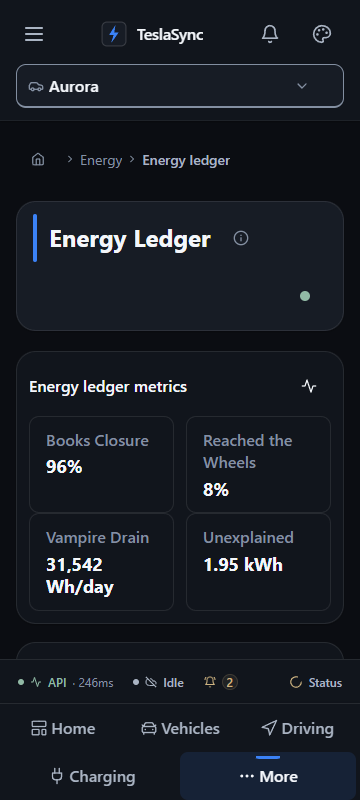 TeslaSync
Aurora
Energy
Energy ledger
Energy Ledger
Energy ledger metrics
Books Closure
96%
Reached the
Wheels
8%
Vampire Drain
31,542
Wh/day
Unexplained
1.95 kWh
API · 246ms
Idle
2
Status
Home
Vehicles
Driving
Charging
More